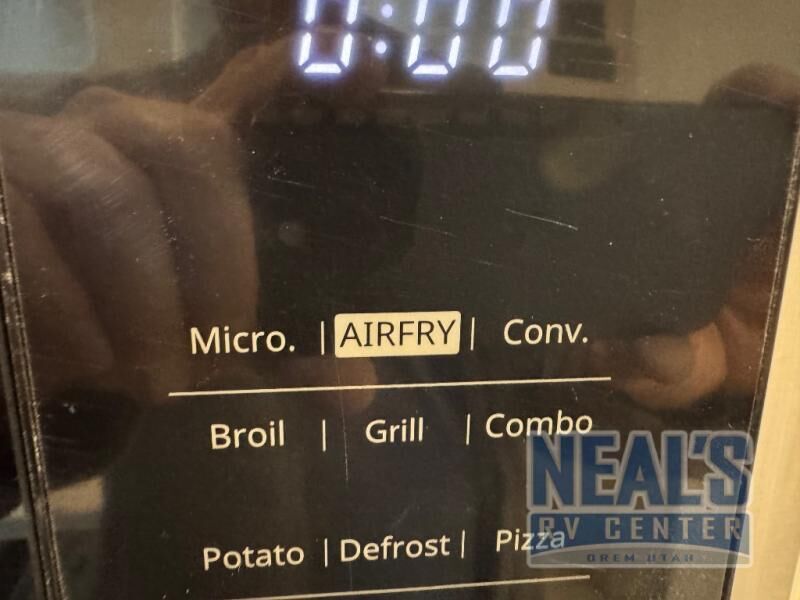 0:00
Micro. | AIRFRY | Conv.
Broil | Grill | Combo
Potato | Defrost | Pizza
NEAL'S
RV CENTER
OREM UTAH